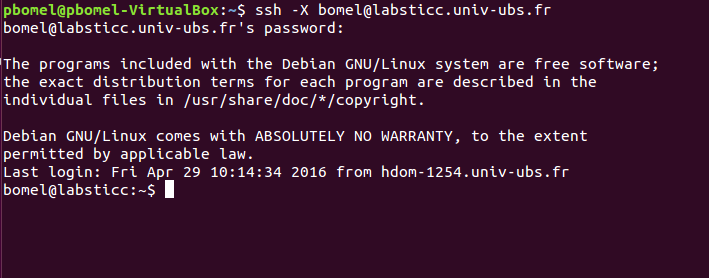 pbomel@pbomel-VirtualBox:~$ ssh -X bomel@labsticc.univ-ubs.fr
bomel@labsticc.univ-ubs.fr's password:
The programs included with the Debian GNU/Linux system are free software;
the exact distribution terms for each program are described in the
individual files in /usr/share/doc/*/copyright.
Debian GNU/Linux comes with ABSOLUTELY NO WARRANTY, to the extent
permitted by applicable law.
Last login: Fri Apr 29 10:14:34 2016 from hdom-1254.univ-ubs.fr
bomel@labsticc:~$